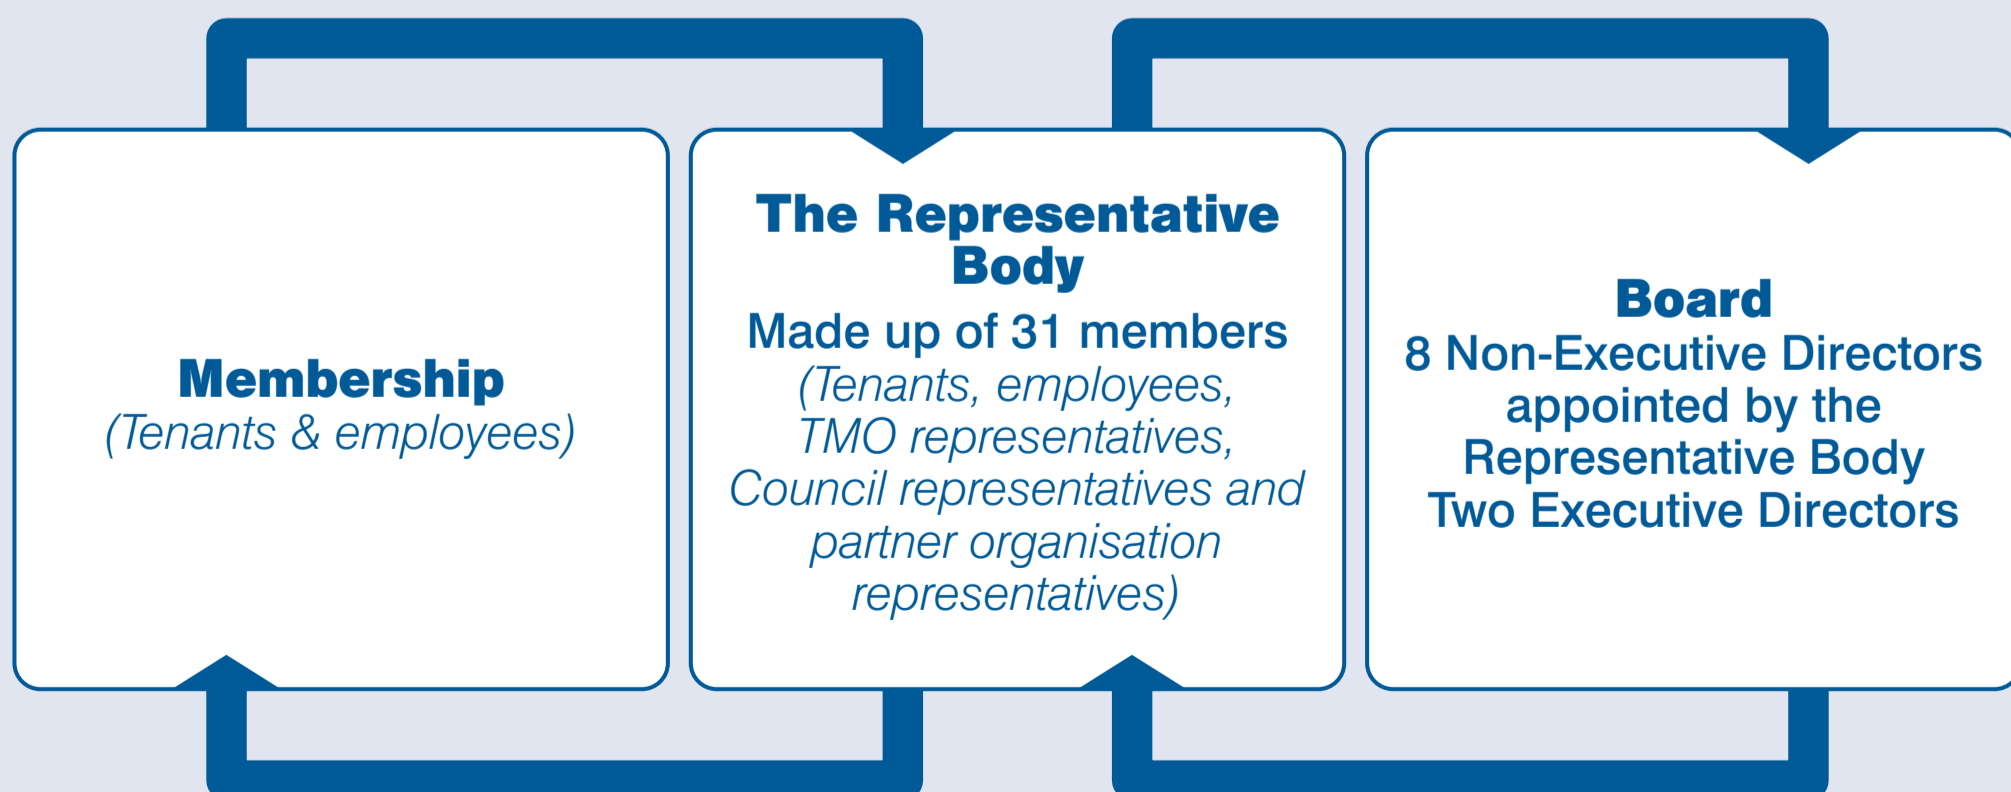 Membership
(Tenants & employees)
The Representative
Body
Made up of 31 members
(Tenants, employees,
TMO representatives,
Council representatives and
partner organisation
representatives)
Board
8 Non-Executive Directors
appointed by the
Representative Body
Two Executive Directors